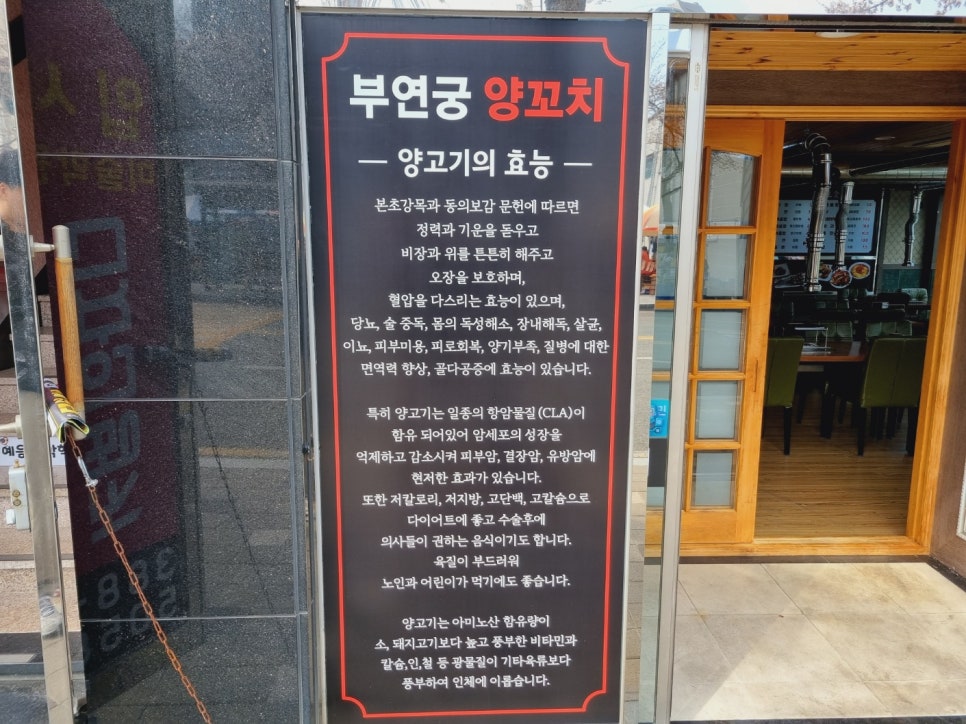 부연궁 양꼬치
양고기의 효능
본초강목과 동의보감 문헌에 따르면
정력과 기운을 돋우고
비장과 위를 튼튼히 해주고
오장을 보호하며,
혈압을 다스리는 효능이 있으며,
당뇨, 술 중독, 몸의 독성해소, 장내해독, 살균,
이뇨, 피부미용, 피로회복, 양기부족, 질병에 대한
면역력 향상, 골다공증에 효능이 있습니다.
특히 양고기는 일종의 항암물질(CLA)이
함유 되어있어 암세포의 성장을
억제하고 감소시켜 피부암, 결장암, 유방암에
현저한 효과가 있습니다.
또한 저칼로리, 저지방, 고단백, 고칼슘으로
다이어트에 좋고 수술후에
의사들이 권하는 음식이기도 합니다.
육질이 부드러워
노인과 어린이가 먹기에도 좋습니다.
양고기는 아미노산 함유량이
소, 돼지고기보다 높고 풍부한 비타민과
칼슘,인,철 등 광물질이 기타육류보다
풍부하여 인체에 이롭습니다.